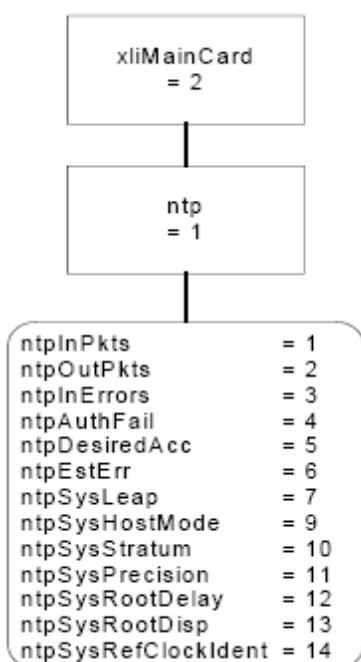 xliMainCard
= 2
ntp
= 1
ntpInPkts = 1
ntpOutPkts = 2
ntpInErrors = 3
ntpAuthFail = 4
ntpDesiredAcc = 5
ntpEstErr = 6
ntpSysLeap = 7
ntpSysHostMode = 9
ntpSysStratum = 10
ntpSysPrecision = 11
ntpSysRootDelay = 12
ntpSysRootDisp = 13
ntpSysRefClockIdent = 14